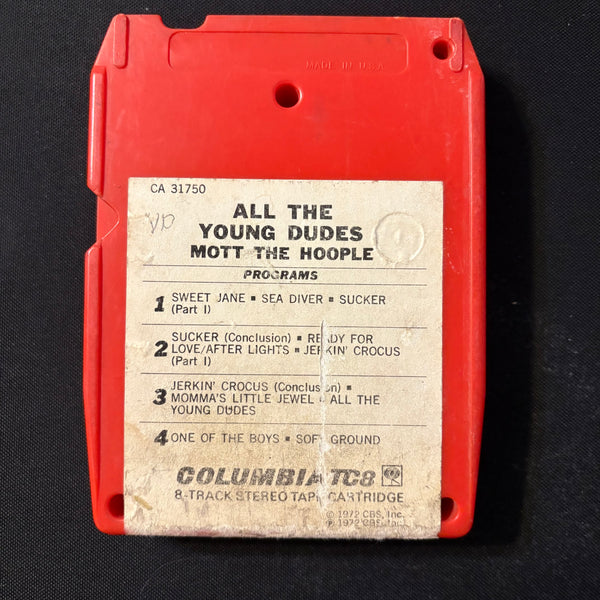 MADE IN U.S.A
CA 31750
ALL THE
YOUNG DUDES
MOTT THE HOOPLE
PROGRAMS
1 SWEET JANE ▪ SEA DIVER ▪ SUCKER
(Part I)
2 SUCKER (Conclusion) ▪ READY FOR
LOVE/AFTER LIGHTS ▪ JERKIN' CROCUS
(Part I)
3 JERKIN' CROCUS (Conclusion) ▪
MOMMA'S LITTLE JEWEL ▪ ALL THE
YOUNG DUDES
4 ONE OF THE BOYS ▪ SOFT GROUND
COLUMBIA TC8
8-TRACK STEREO TAPE CARTRIDGE
© 1972 CBS, Inc.
℗ 1972 CBS, Inc.